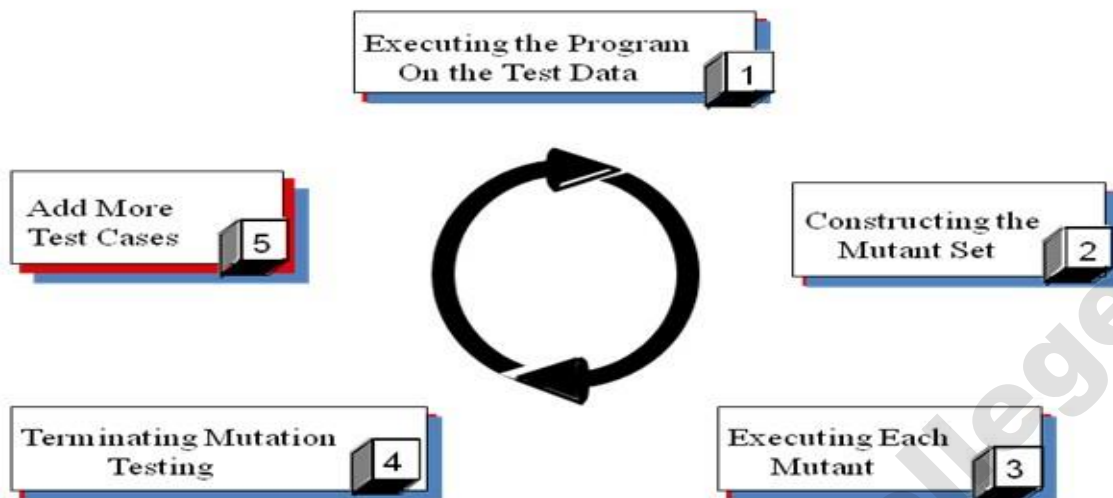 Executing the Program
On the Test Data
1
Constructing the
Mutant Set
2
Executing Each
Mutant
3
Terminating Mutation
Testing
4
Add More
Test Cases
5